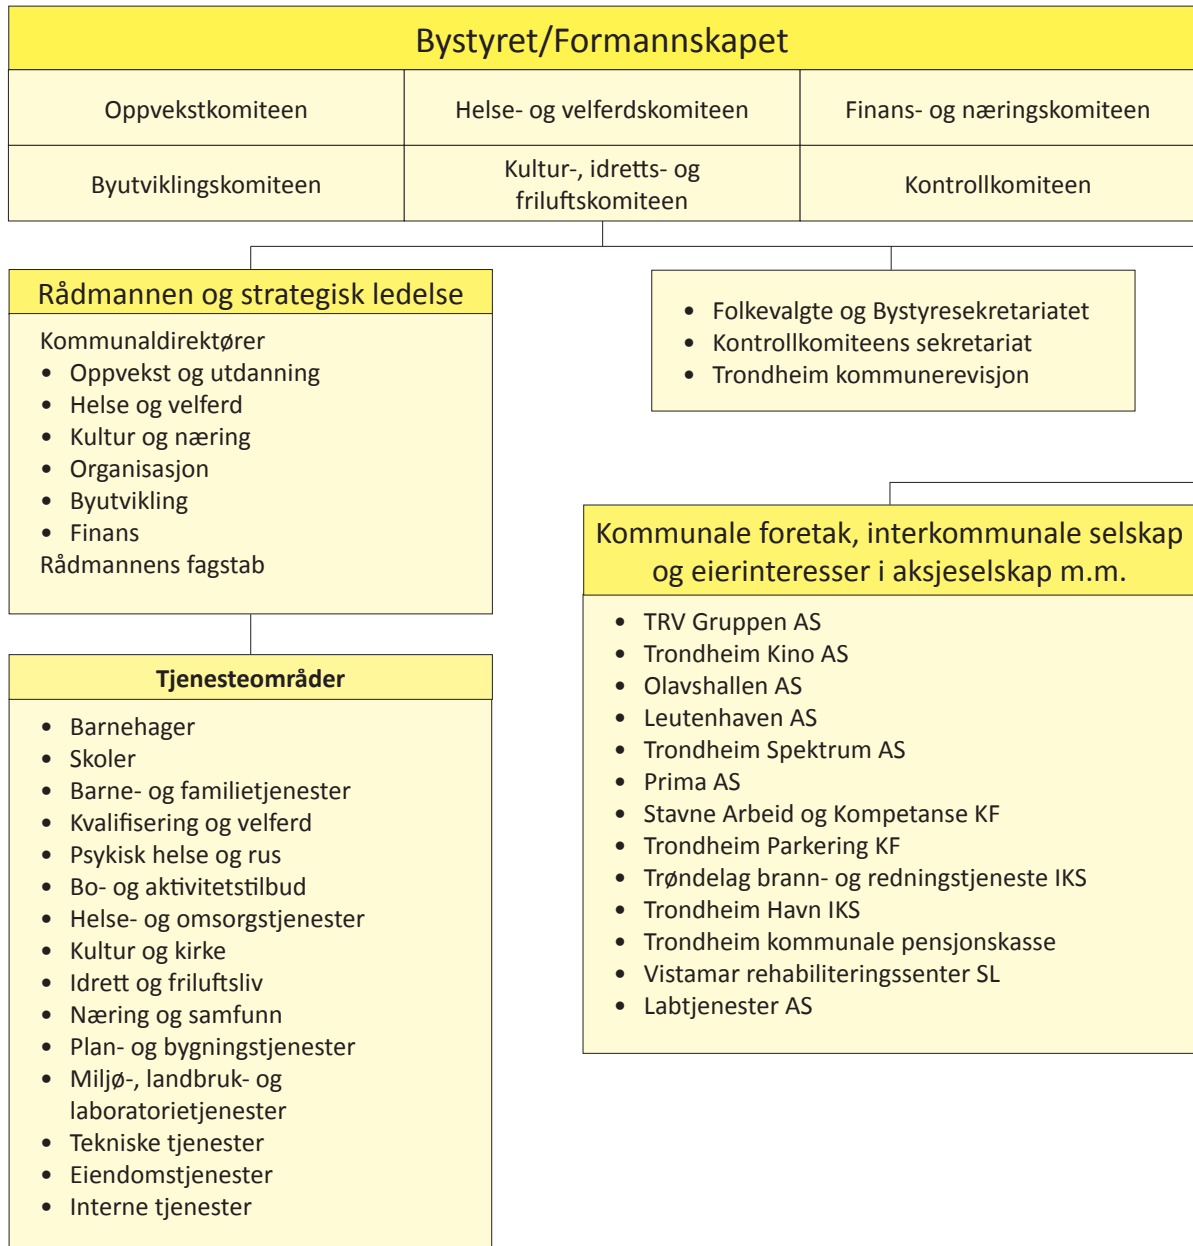 Bystyret/Formannskapet
Oppvekstkomiteen
Helse- og velferdskomiteen
Finans- og næringskomiteen
Byutviklingskomiteen
Kultur-, idretts- og
friluftskomiteen
Kontrollkomiteen
Rådmannen og strategisk ledelse
Kommunaldirektører
• Oppvekst og utdanning
• Helse og velferd
• Kultur og næring
• Organisasjon
• Byutvikling
• Finans
Rådmannens fagstab
• Folkevalgte og Bystyresekretariatet
• Kontrollkomiteens sekretariat
• Trondheim kommunerevisjon
Tjenesteområder
• Barnehager
• Skoler
• Barne- og familietjenester
• Kvalifisering og velferd
• Psykisk helse og rus
• Bo- og aktivitetstilbud
• Helse- og omsorgstjenester
• Kultur og kirke
• Idrett og friluftsliv
• Næring og samfunn
• Plan- og bygningstjenester
• Miljø-, landbruk- og
laboratorietjenester
• Tekniske tjenester
• Eiendomstjenester
• Interne tjenester
Kommunale foretak, interkommunale selskap
og eierinteresser i aksjeselskap m.m.
• TRV Gruppen AS
• Trondheim Kino AS
• Olavshallen AS
• Leutenhaven AS
• Trondheim Spektrum AS
• Prima AS
• Stavne Arbeid og Kompetanse KF
• Trondheim Parkering KF
• Trøndelag brann- og redningstjeneste IKS
• Trondheim Havn IKS
• Trondheim kommunale pensjonskasse
• Vistamar rehabiliteringssenter SL
• Labtjenester AS